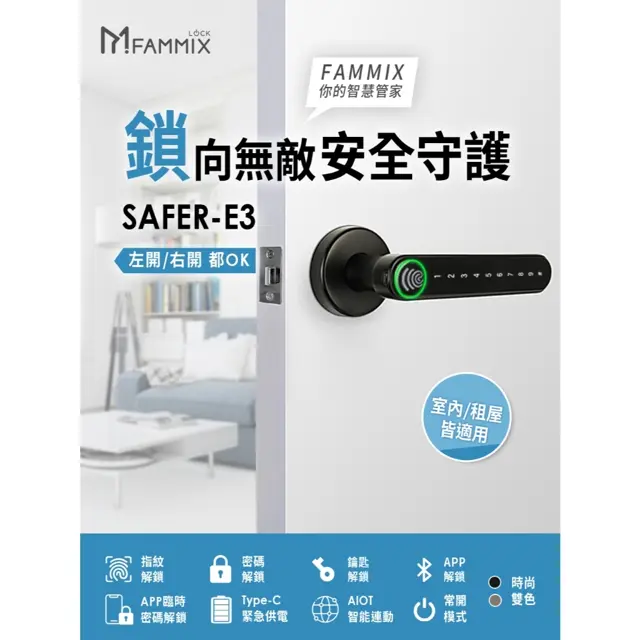 LOCK
FAMMIX
FAMMIX
你的智慧管家
鎖向無敵 安全守護
SAFER-E3
左開/右開 都OK
1 2 3 4 5 6 7 8 9 #
室內/租屋
皆適用
指紋
解鎖
密碼
解鎖
鑰匙
解鎖
APP
解鎖
APP臨時
密碼解鎖
Type-C
緊急供電
AIOT
智能連動
常開
模式
時尚
雙色